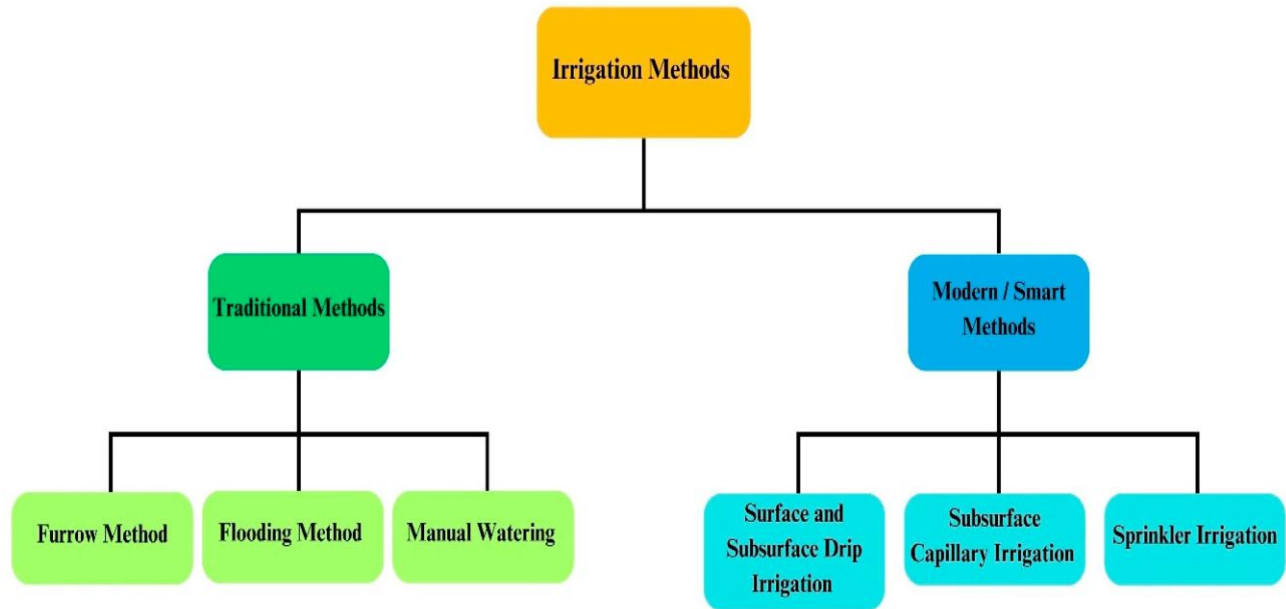 Irrigation Methods
Traditional Methods
Modern / Smart
Methods
Furrow Method
Flooding Method
Manual Watering
Surface and
Subsurface Drip
Irrigation
Subsurface
Capillary Irrigation
Sprinkler Irrigation